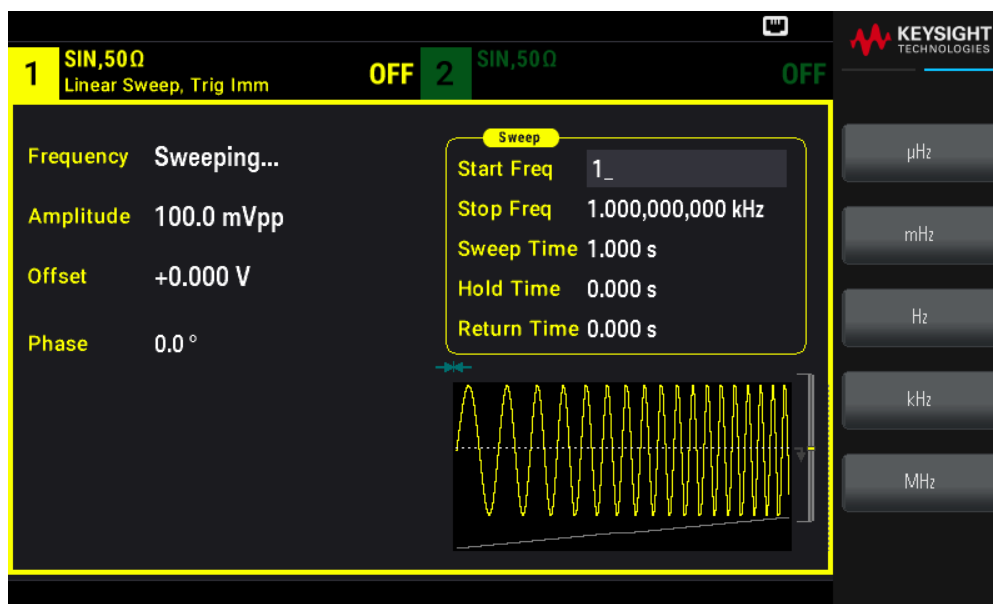 KEYSIGHT
TECHNOLOGIES
1
SIN,50Ω
Linear Sweep, Trig Imm
OFF
2
SIN,50Ω
OFF
Frequency Sweeping...
Amplitude 100.0 mVpp
Offset +0.000 V
Phase 0.0 °
Sweep
Start Freq 1_
Stop Freq 1.000,000,000 kHz
Sweep Time 1.000 s
Hold Time 0.000 s
Return Time 0.000 s
µHz
mHz
Hz
kHz
MHz